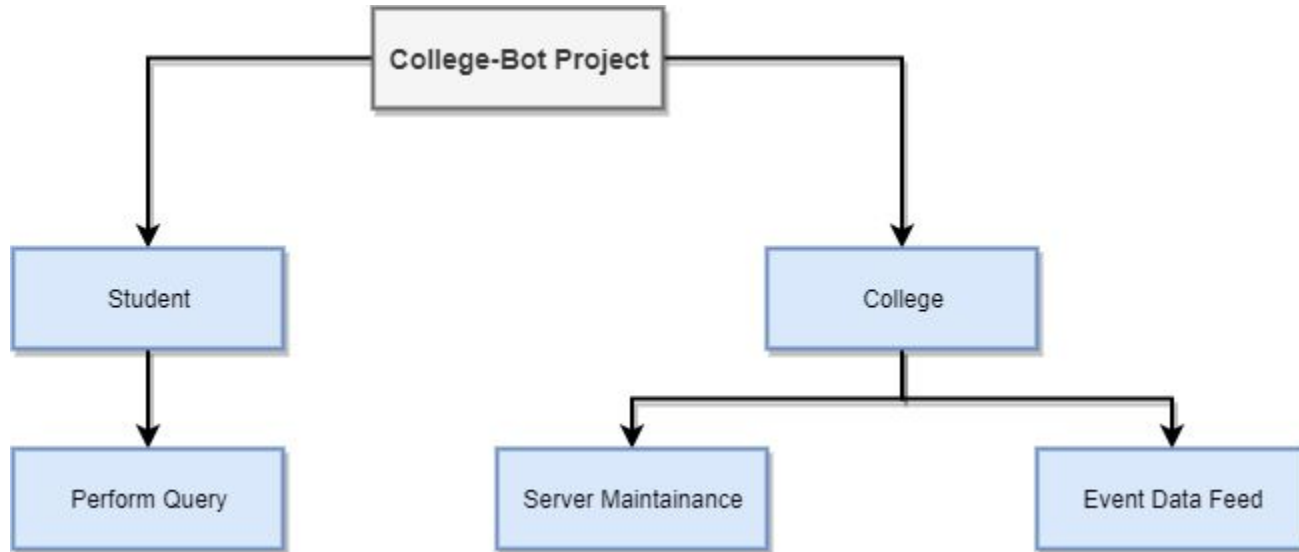 College-Bot Project
Student
College
Perform Query
Server Maintainance
Event Data Feed